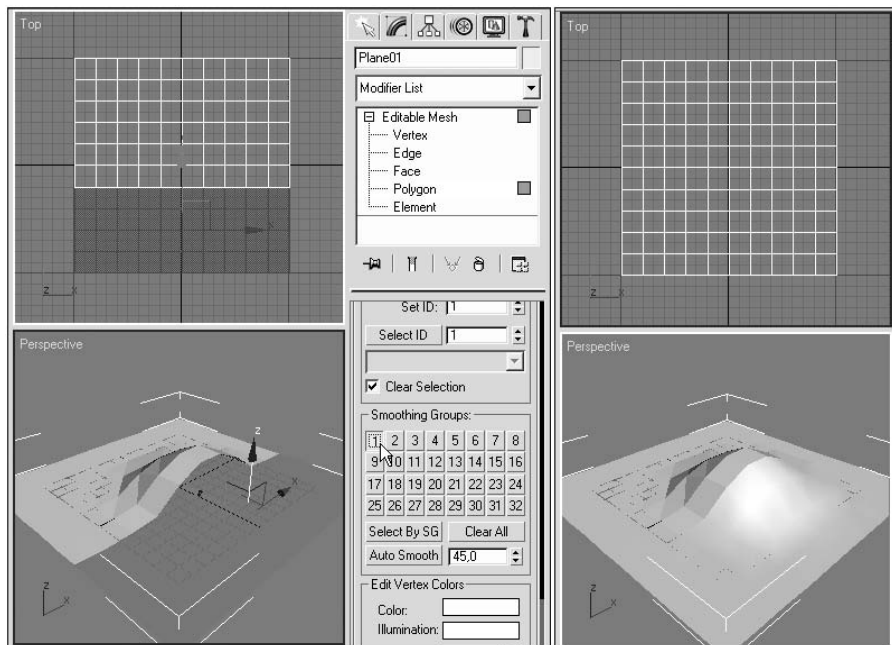 Top
z
x
x
Perspective
z
z
x
Plane01
Modifier List
Editable Mesh
Vertex
Edge
Face
Polygon
Element
Set ID: 1
Select ID 1
Clear Selection
Smoothing Groups:
1 2 3 4 5 6 7 8
9 10 11 12 13 14 15 16
17 18 19 20 21 22 23 24
25 26 27 28 29 30 31 32
Select By SG Clear All
Auto Smooth 45,0
Edit Vertex Colors
Color:
Illumination:
Top
z
x
Perspective
z
x